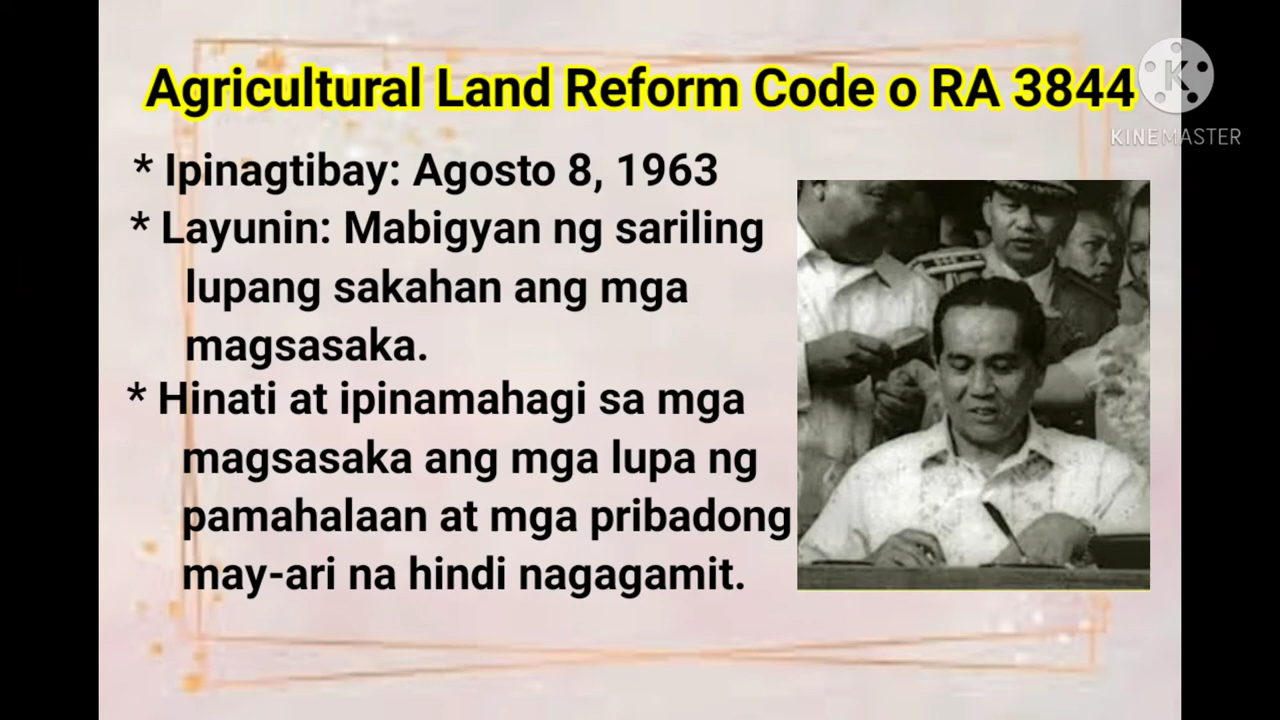 Agricultural Land Reform Code o RA 3844
KINEMASTER
* Ipinagtibay: Agosto 8, 1963
* Layunin: Mabigyan ng sariling
lupang sakahan ang mga
magsasaka.
* Hinati at ipinamahagi sa mga
magsasaka ang mga lupa ng
pamahalaan at mga pribadong
may-ari na hindi nagagamit.